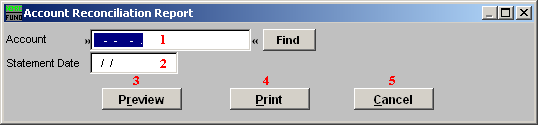 FUND Account Reconciliation Report
Account » - - - . 1 « Find
Statement Date / / 2
3 4 5
Preview Print Cancel